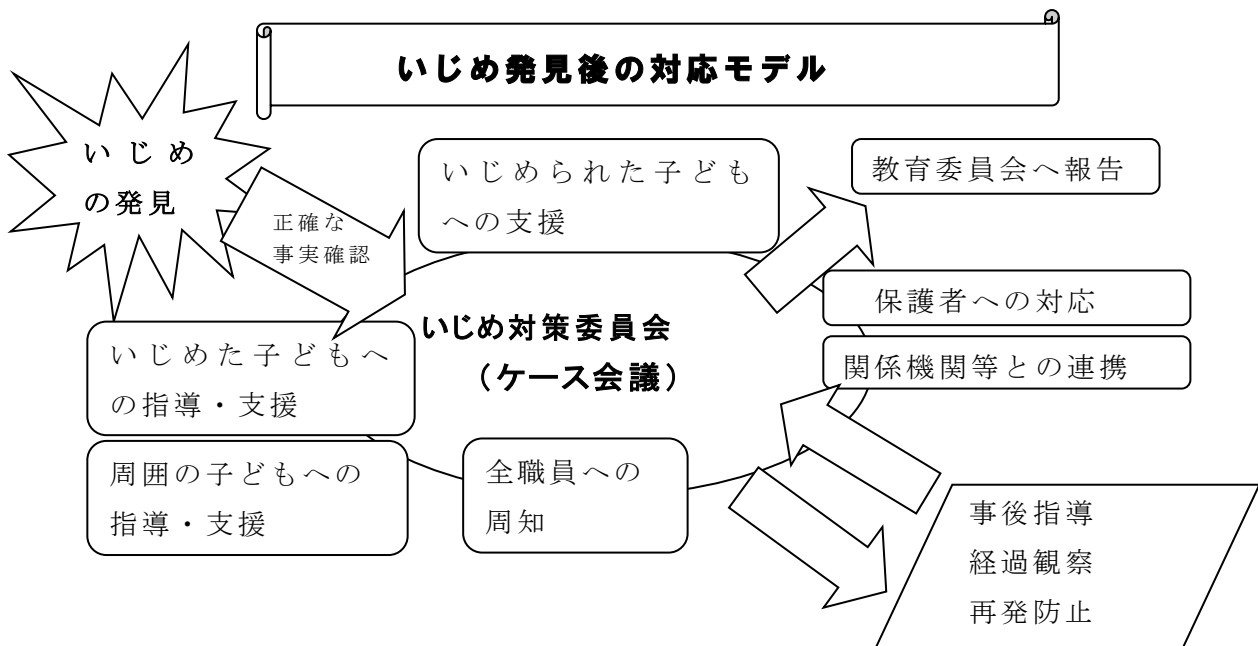 いじめ発見後の対応モデル
いじめ
の発見
正確な
事実確認
いじめられた子ども
への支援
教育委員会へ報告
保護者への対応
関係機関等との連携
いじめ対策委員会
（ケース会議）
いじめた子どもへ
の指導・支援
周囲の子どもへの
指導・支援
全職員への
周知
事後指導
経過観察
再発防止